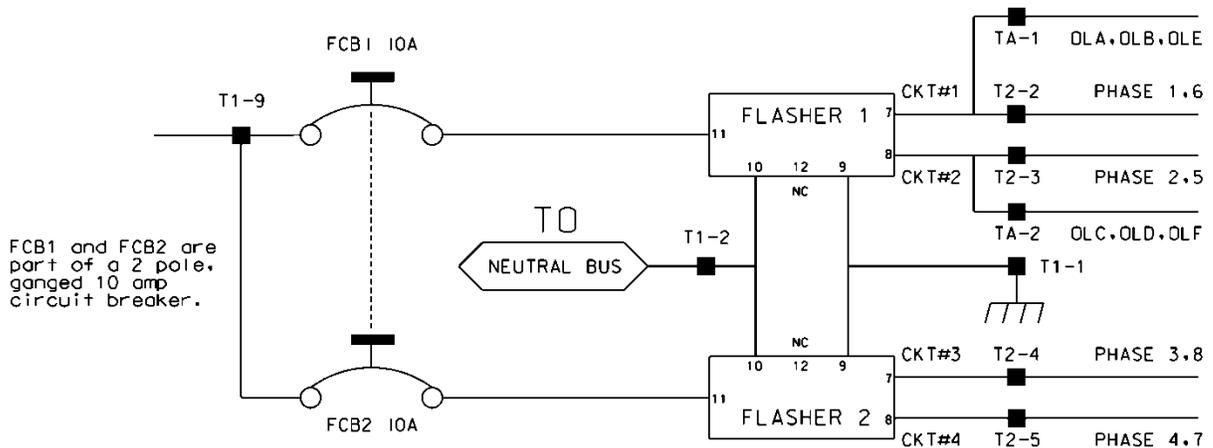 FCB1 10A
TA-1 OLA,OLB,OLE
T1-9
CKT#1 T2-2 PHASE 1,6
FLASHER 1
7
11
8
10 12 9
NC
CKT#2 T2-3 PHASE 2,5
TO
NEUTRAL BUS
T1-2
TA-2 OLC,OLD,OLF
T1-1
FCB1 and FCB2 are
part of a 2 pole,
ganged 10 amp
circuit breaker.
NC
10 12 9
CKT#3 T2-4 PHASE 3,8
7
11
FLASHER 2
8
FCB2 10A
CKT#4 T2-5 PHASE 4,7